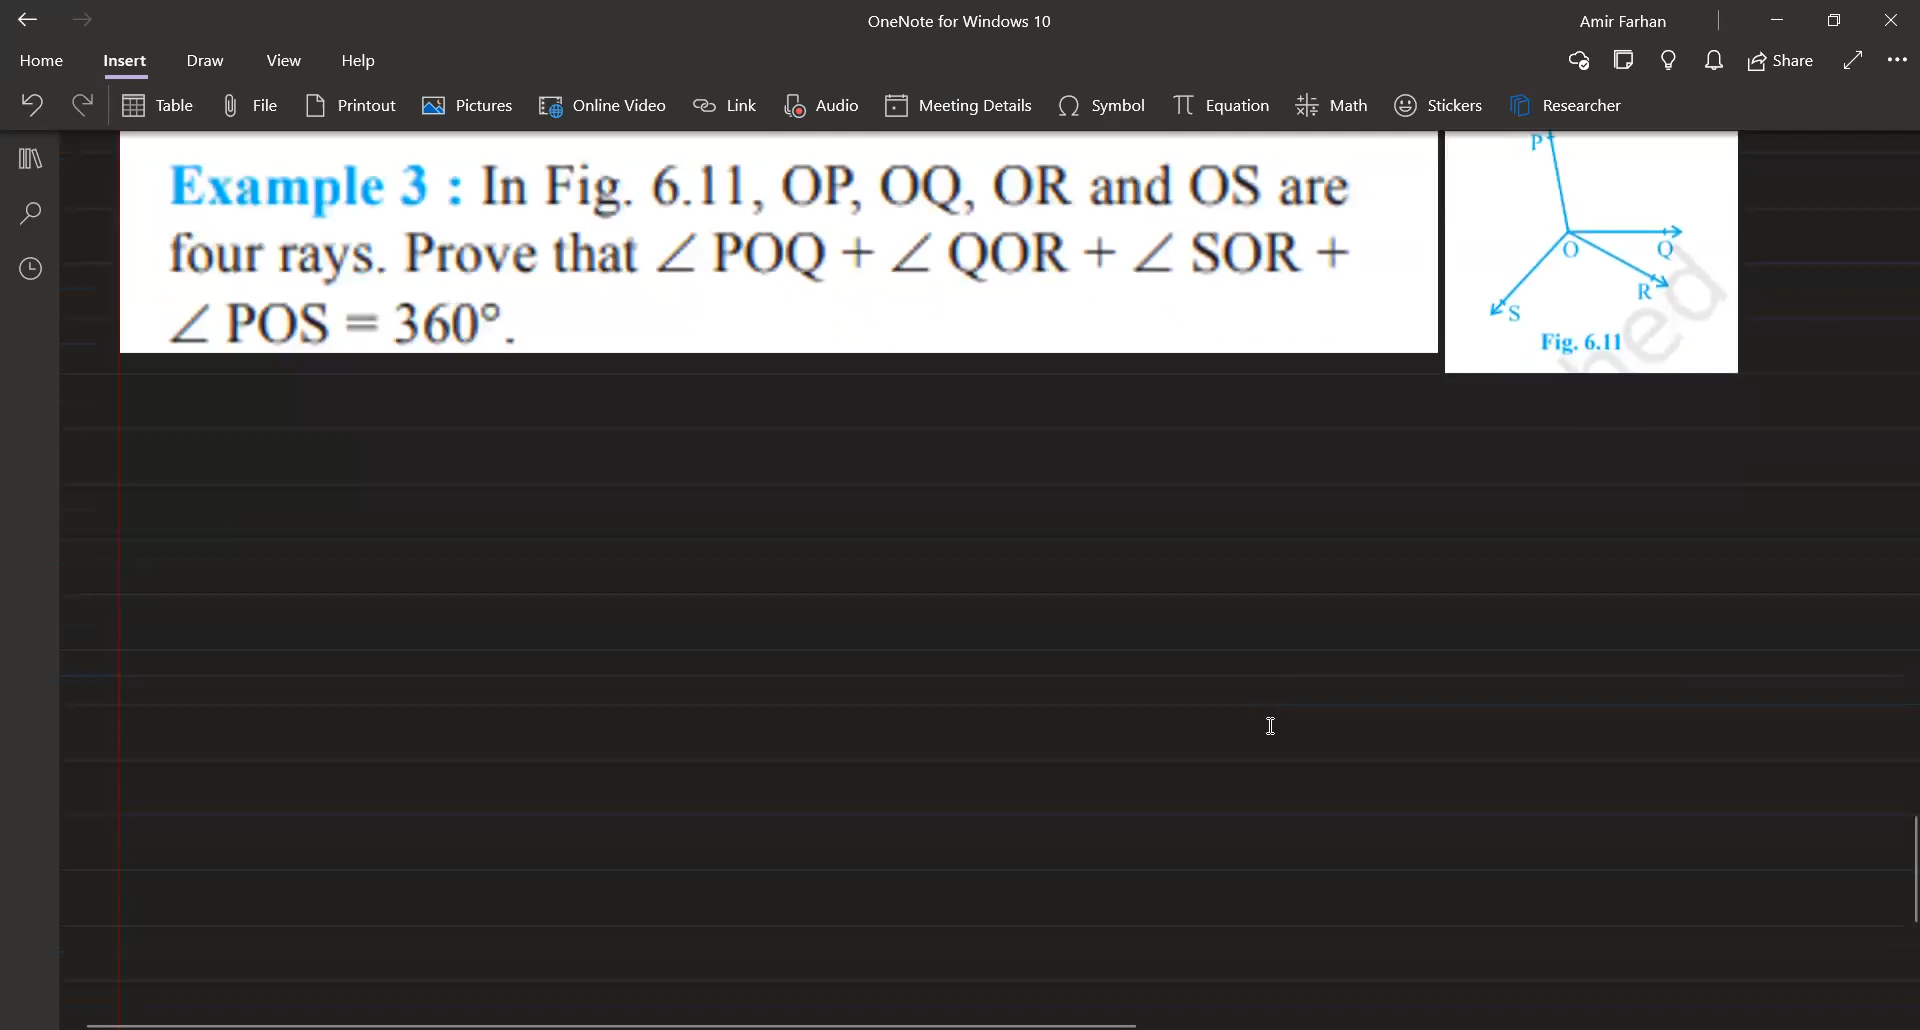 OneNote for Windows 10
Amir Farhan
Home Insert Draw View Help
Share
Table File Printout Pictures Online Video Link Audio Meeting Details Symbol Equation Math Stickers Researcher
Example 3 : In Fig. 6.11, OP, OQ, OR and OS are
four rays. Prove that ∠ POQ + ∠ QOR + ∠ SOR +
∠ POS = 360°.
P
O
Q
R
S
Fig. 6.11
hed